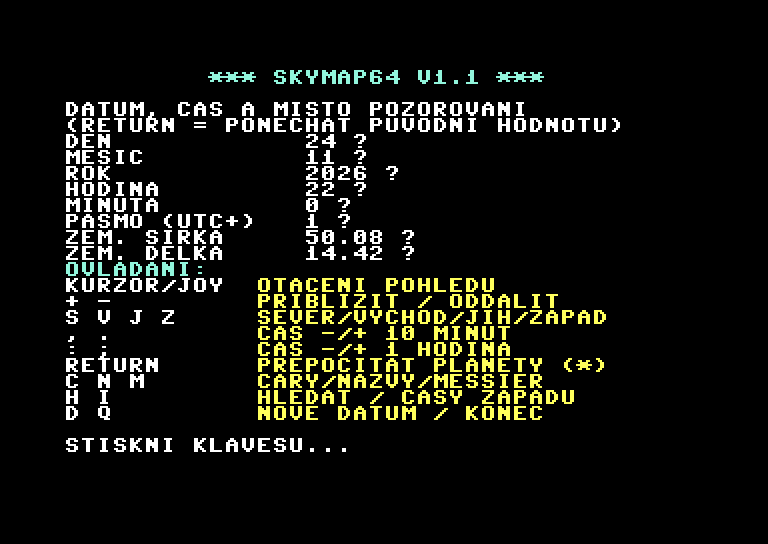 *** SKYMAP64 V1.1 ***
DATUM, CAS A MISTO POZOROVANI
(RETURN = PONECHAT PUVODNI HODNOTU)
DEN 24 ?
MESIC 11 ?
ROK 2026 ?
HODINA 22 ?
MINUTA 0 ?
PASMO (UTC+) 1 ?
ZEM. SIRKA 50.08 ?
ZEM. DELKA 14.42 ?
OVLADANI:
KURZOR/JOY OTACENI POHLEDU
+ - PRIBLIZIT / ODDALIT
S V J Z SEVER/VYCHOD/JIH/ZAPAD
, . CAS -/+ 10 MINUT
: ; CAS -/+ 1 HODINA
RETURN PREPOCITAT PLANETY (*)
C N M CARY/NAZVY/MESSIER
H I HLEDAT / CASY ZAPADU
D Q NOVE DATUM / KONEC
STISKNI KLAVESU...